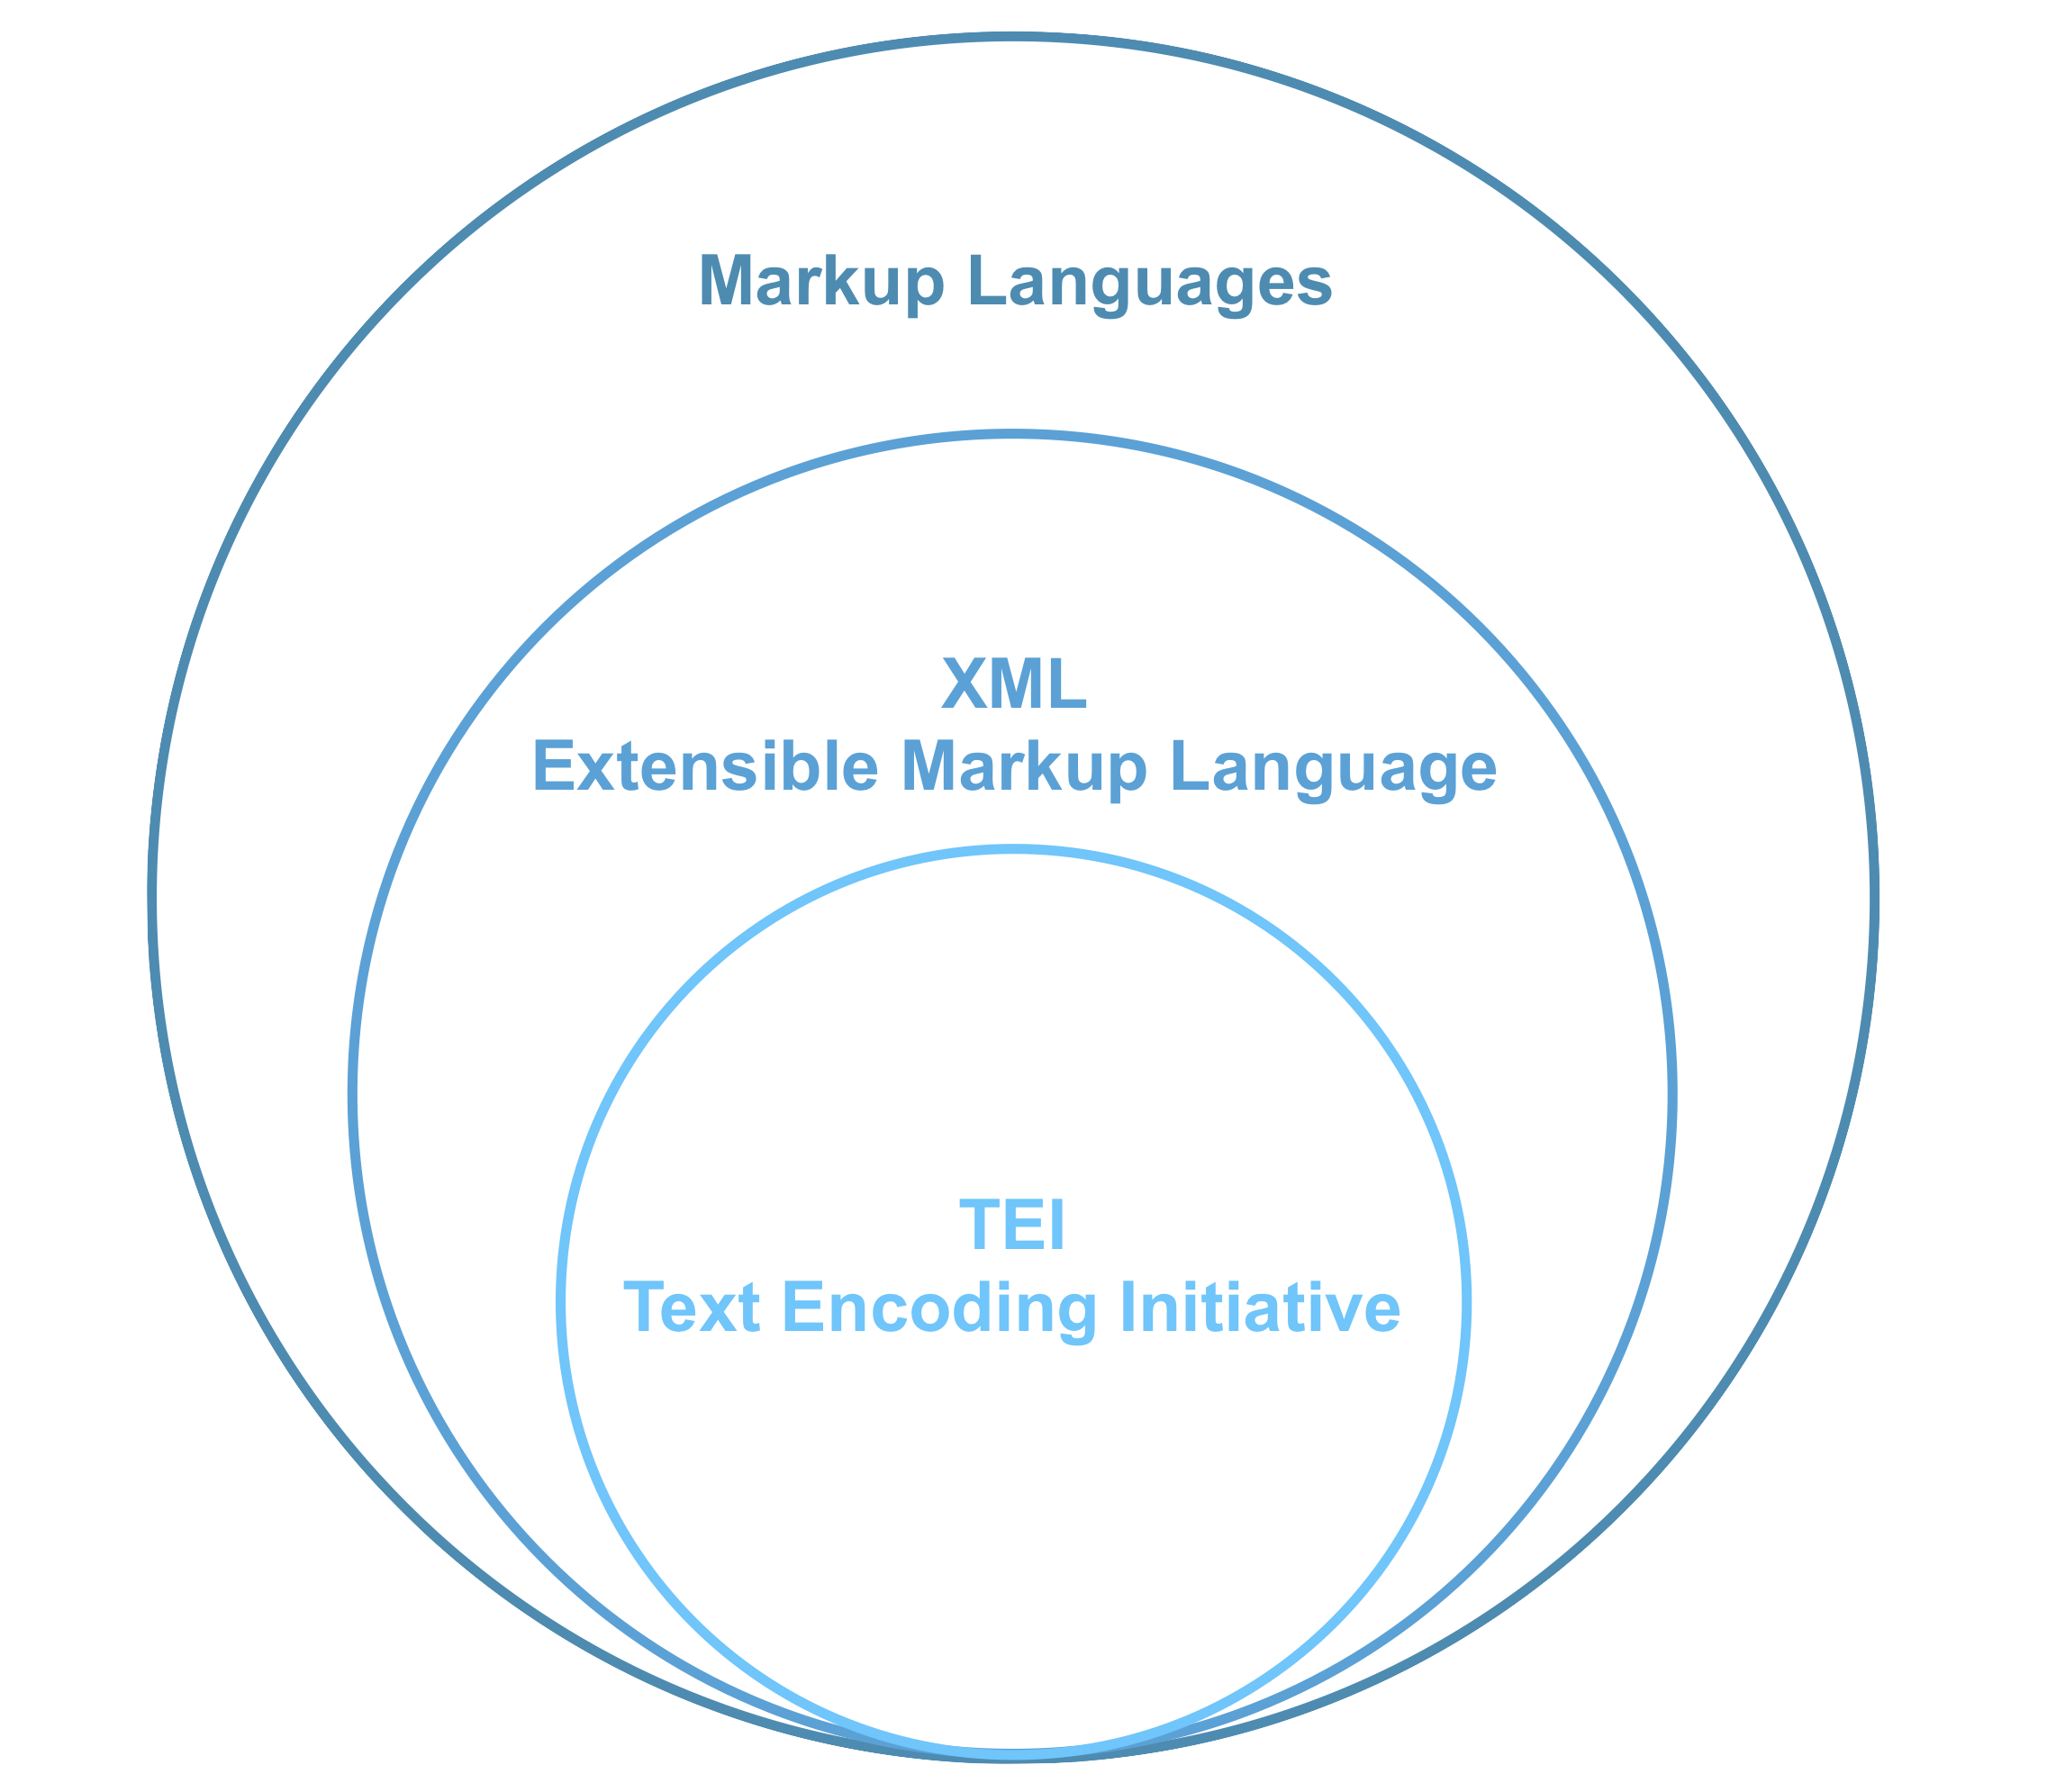 Markup Languages
XML
Extensible Markup Language
TEI
Text Encoding Initiative